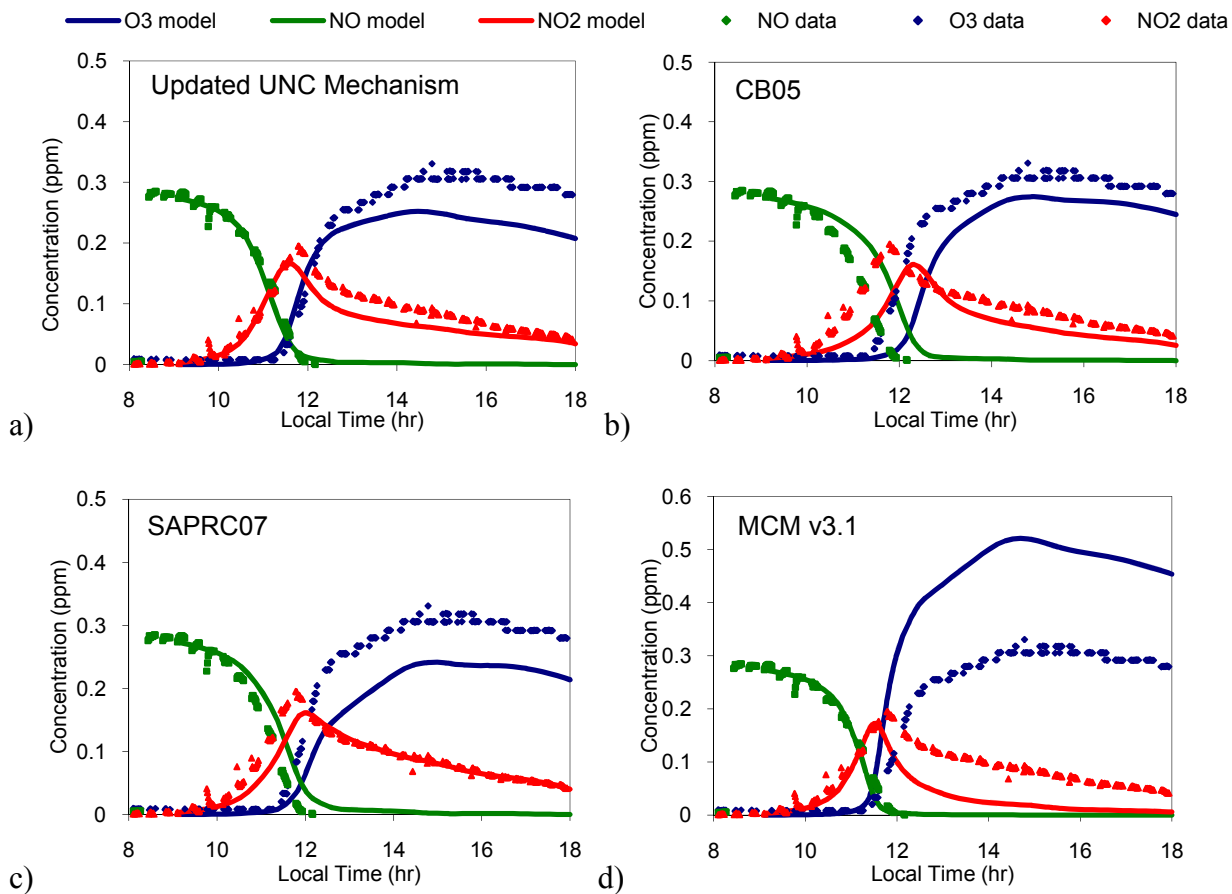 O3 model NO model NO2 model NO data O3 data NO2 data
Updated UNC Mechanism
Concentration (ppm)
0.5
0.4
0.3
0.2
0.1
0
8 10 12 14 16 18
Local Time (hr)
a)
CB05
Concentration (ppm)
0.5
0.4
0.3
0.2
0.1
0
8 10 12 14 16 18
Local Time (hr)
b)
SAPRC07
Concentration (ppm)
0.5
0.4
0.3
0.2
0.1
0
8 10 12 14 16 18
Local Time (hr)
c)
MCM v3.1
Concentration (ppm)
0.6
0.5
0.4
0.3
0.2
0.1
0
8 10 12 14 16 18
Local Time (hr)
d)